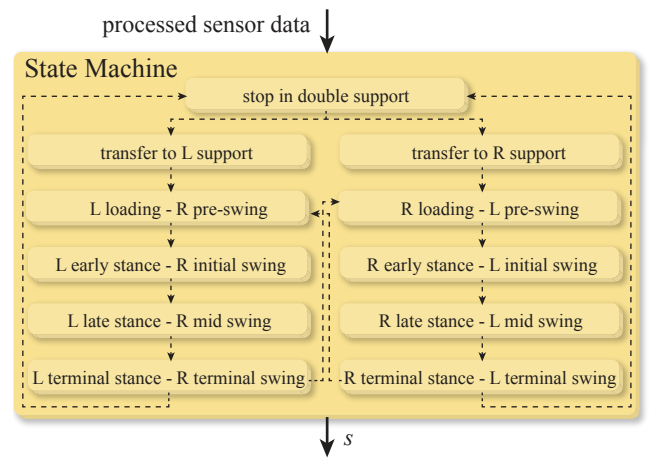 processed sensor data
State Machine
stop in double support
transfer to L support
transfer to R support
L loading - R pre-swing
R loading - L pre-swing
L early stance - R initial swing
R early stance - L initial swing
L late stance - R mid swing
R late stance - L mid swing
L terminal stance - R terminal swing
R terminal stance - L terminal swing
s